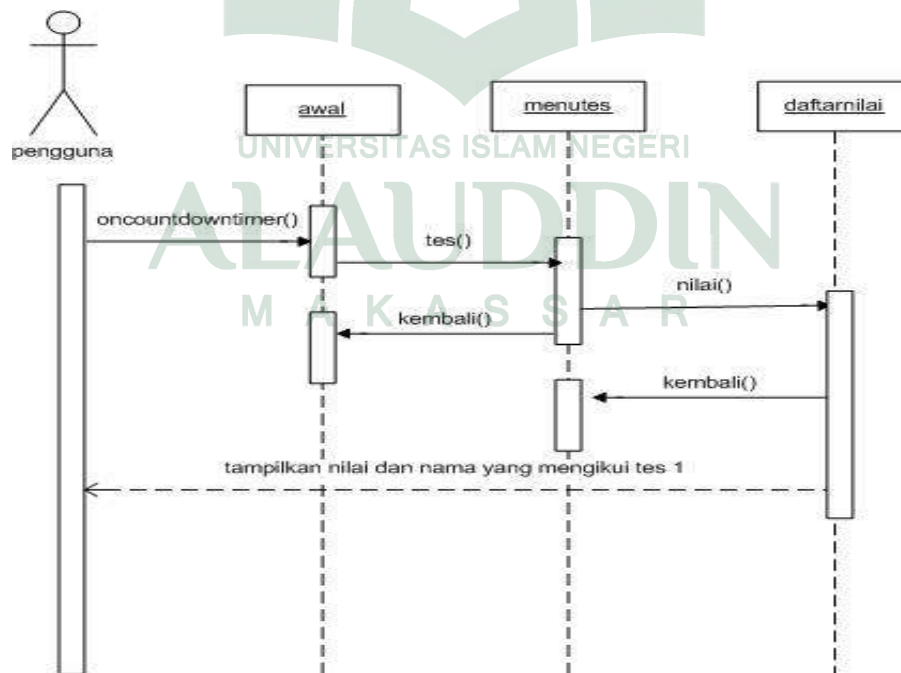 awal
menutes
daftarnilai
pengguna
UNIVERSITAS ISLAM NEGERI
ALAUDDIN
MAKASSAR
oncountdowntimer()
tes()
nilai()
kembali()
kembali()
tampilkan nilai dan nama yang mengikui tes 1